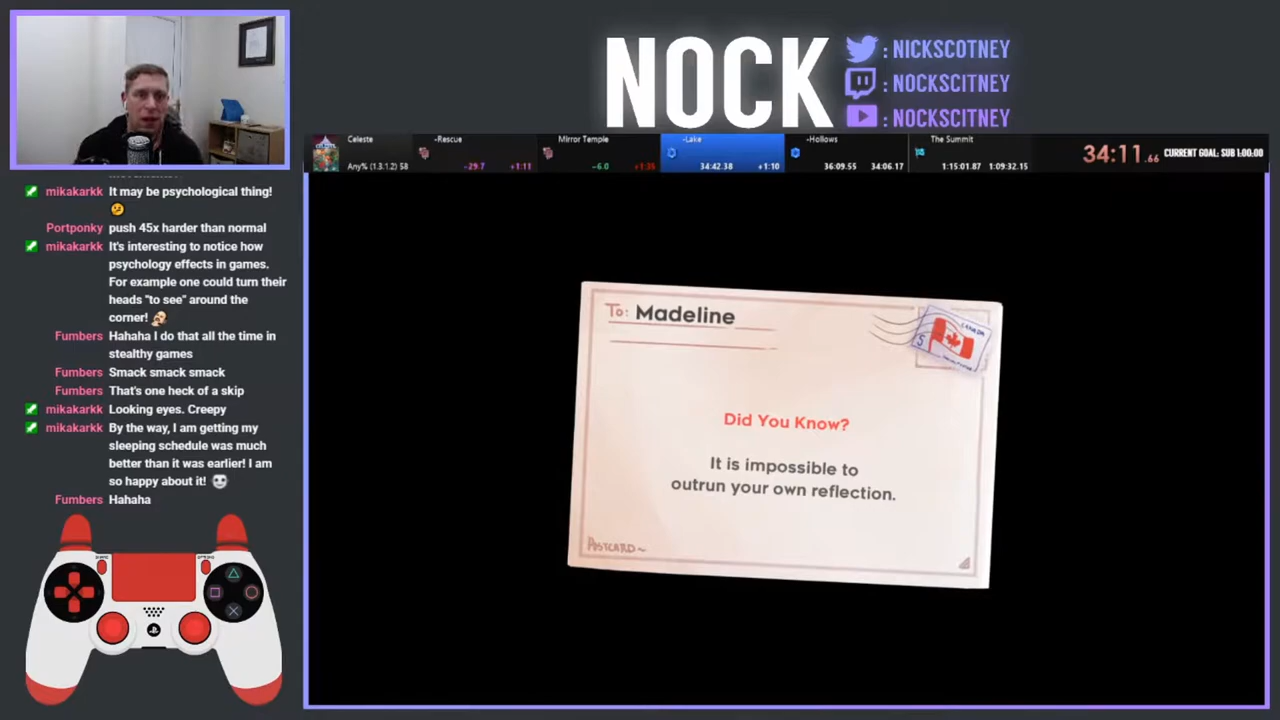 NOCK
: NICKSCOTNEY
: NOCKSCITNEY
: NOCKSCITNEY
Celeste
Any% (1.3.1.2) 58
-Rescue
-29.7 +1:11
Mirror Temple
-6.0 +1:35
-Lake
34:42.38 +1:10
-Hollows
36:09.55 34:06.17
The Summit
1:15:01.87 1:09:32.15
34:11.66
CURRENT GOAL: SUB 1:00:00
mikakarkk It may be psychological thing!
Portponky push 45x harder than normal
mikakarkk It's interesting to notice how
psychology effects in games.
For example one could turn their
heads "to see" around the
corner!
Fumbers Hahaha I do that all the time in
stealthy games
Fumbers Smack smack smack
Fumbers That's one heck of a skip
mikakarkk Looking eyes. Creepy
mikakarkk By the way, I am getting my
sleeping schedule was much
better than it was earlier! I am
so happy about it!
Fumbers Hahaha
To: Madeline
CANADA
5
Did You Know?
It is impossible to
outrun your own reflection.
POSTCARD~